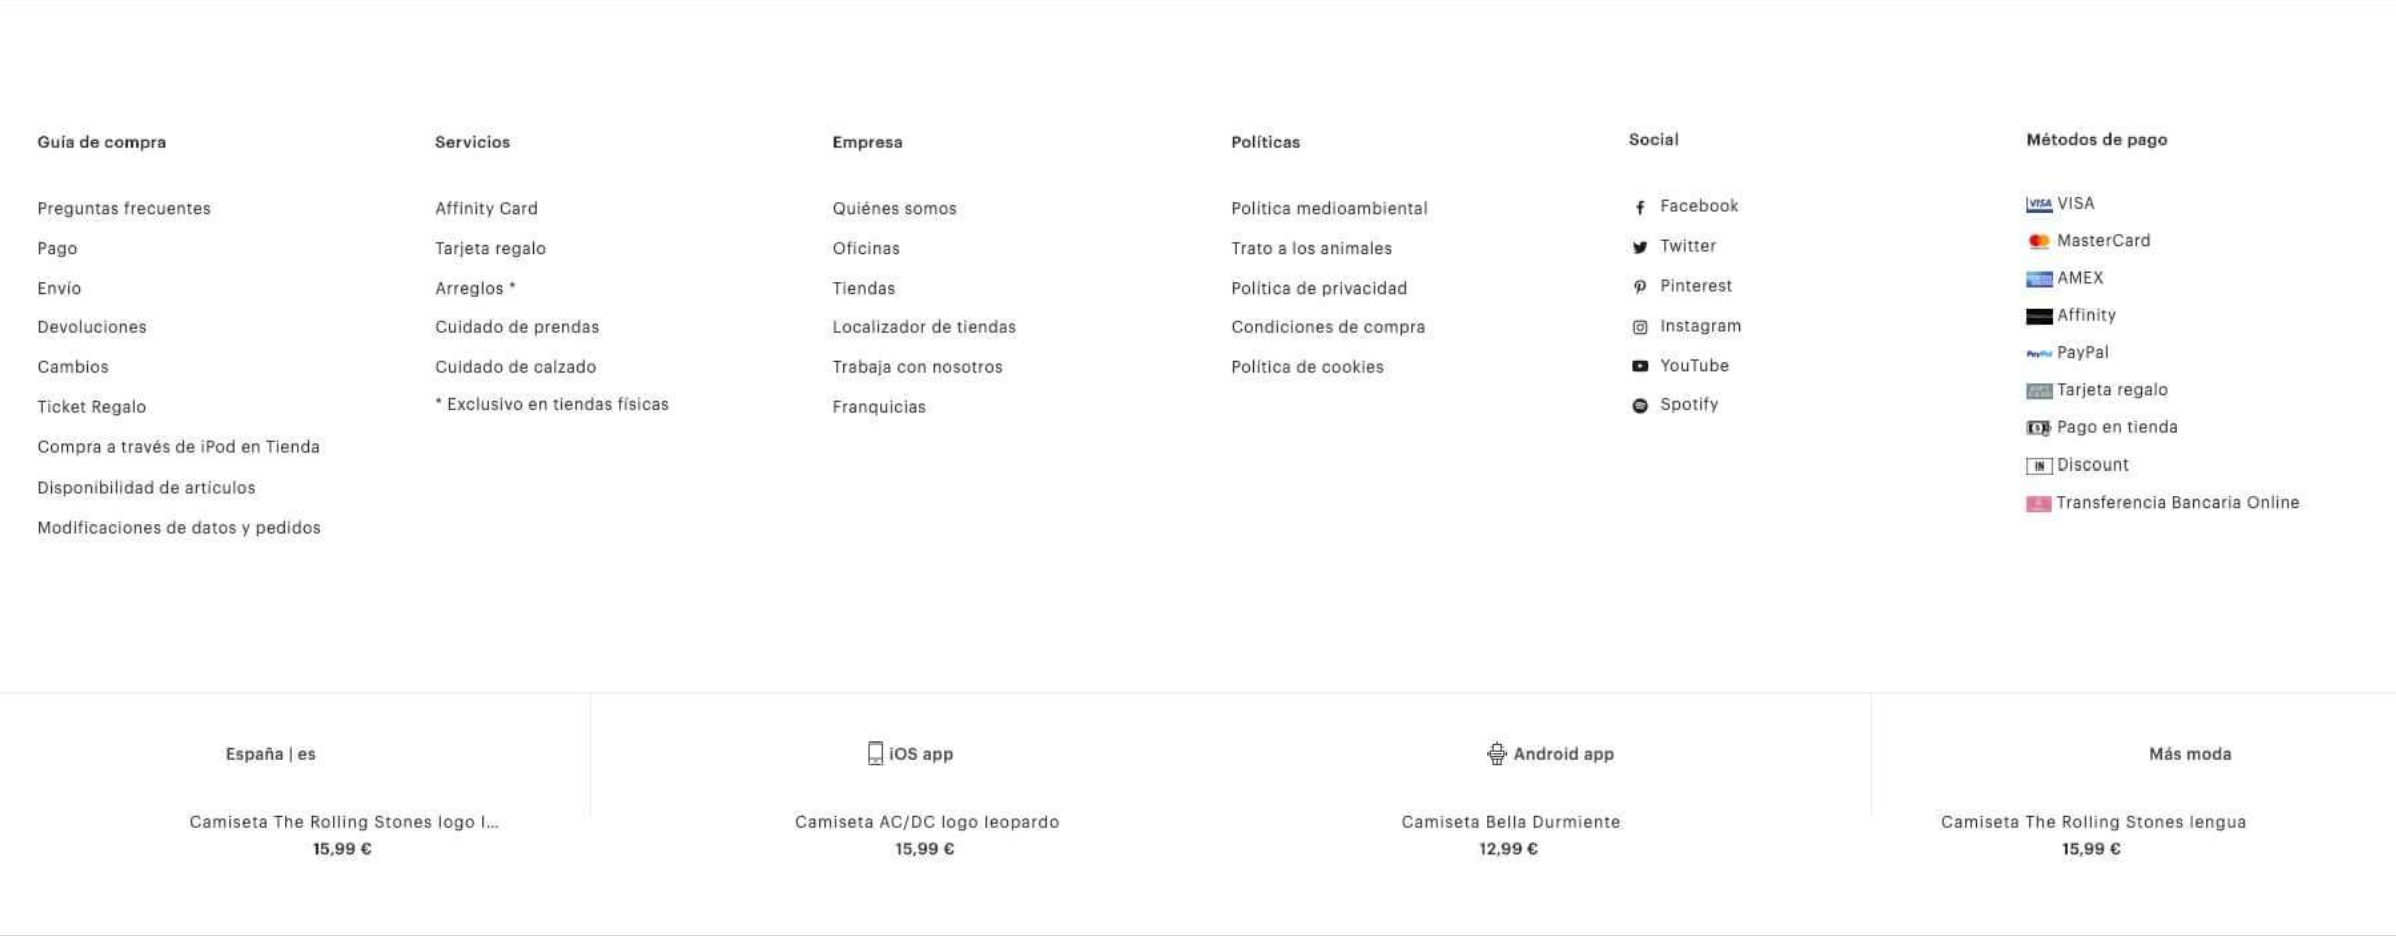 Guía de compra
Preguntas frecuentes
Pago
Envío
Devoluciones
Cambios
Ticket Regalo
Compra a través de iPod en Tienda
Disponibilidad de artículos
Modificaciones de datos y pedidos
Servicios
Affinity Card
Tarjeta regalo
Arreglos *
Cuidado de prendas
Cuidado de calzado
* Exclusivo en tiendas físicas
Empresa
Quiénes somos
Oficinas
Tiendas
Localizador de tiendas
Trabaja con nosotros
Franquicias
Políticas
Política medioambiental
Trato a los animales
Política de privacidad
Condiciones de compra
Política de cookies
Social
Facebook
Twitter
Pinterest
Instagram
YouTube
Spotify
Métodos de pago
VISA VISA
MasterCard
AMEX
Affinity
PayPal PayPal
Tarjeta regalo
Pago en tienda
IN Discount
Transferencia Bancaria Online
España | es
iOS app
Android app
Más moda
Camiseta The Rolling Stones logo l...
15,99 €
Camiseta AC/DC logo leopardo
15,99 €
Camiseta Bella Durmiente
12,99 €
Camiseta The Rolling Stones lengua
15,99 €